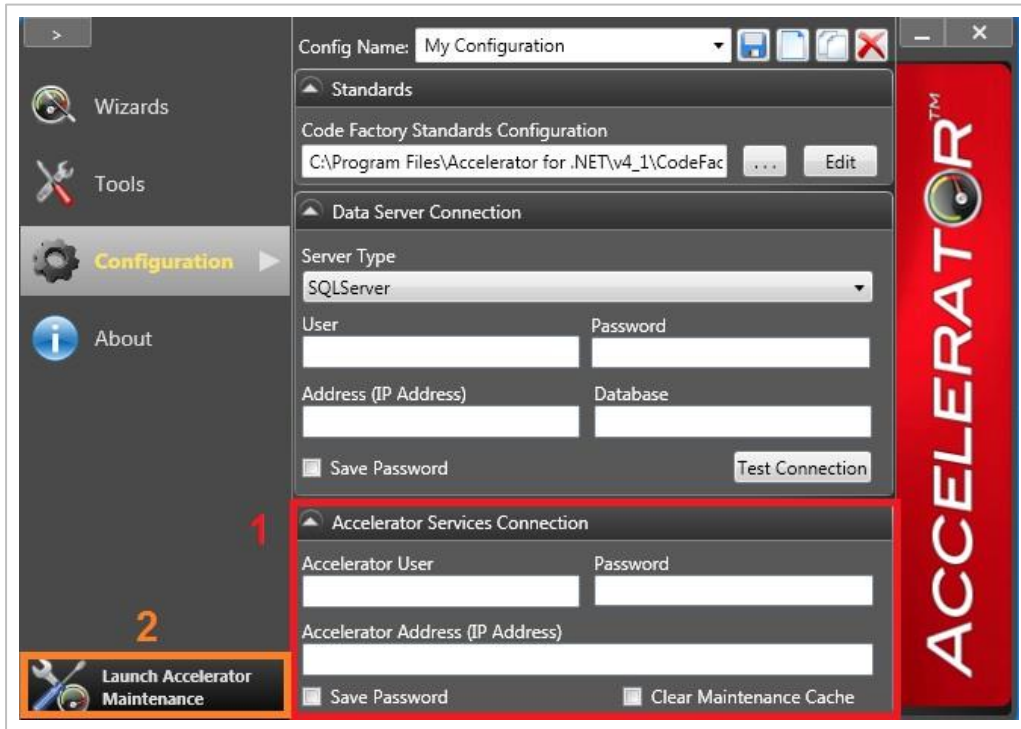 >
Config Name: My Configuration
Wizards
Tools
Configuration
About
Standards
Code Factory Standards Configuration
C:\Program Files\Accelerator for .NET\v4_1\CodeFac ... Edit
Data Server Connection
Server Type
SQLServer
User Password
Address (IP Address) Database
Save Password Test Connection
1
Accelerator Services Connection
Accelerator User Password
Accelerator Address (IP Address)
Save Password Clear Maintenance Cache
2
Launch Accelerator
Maintenance
ACCELERATOR™